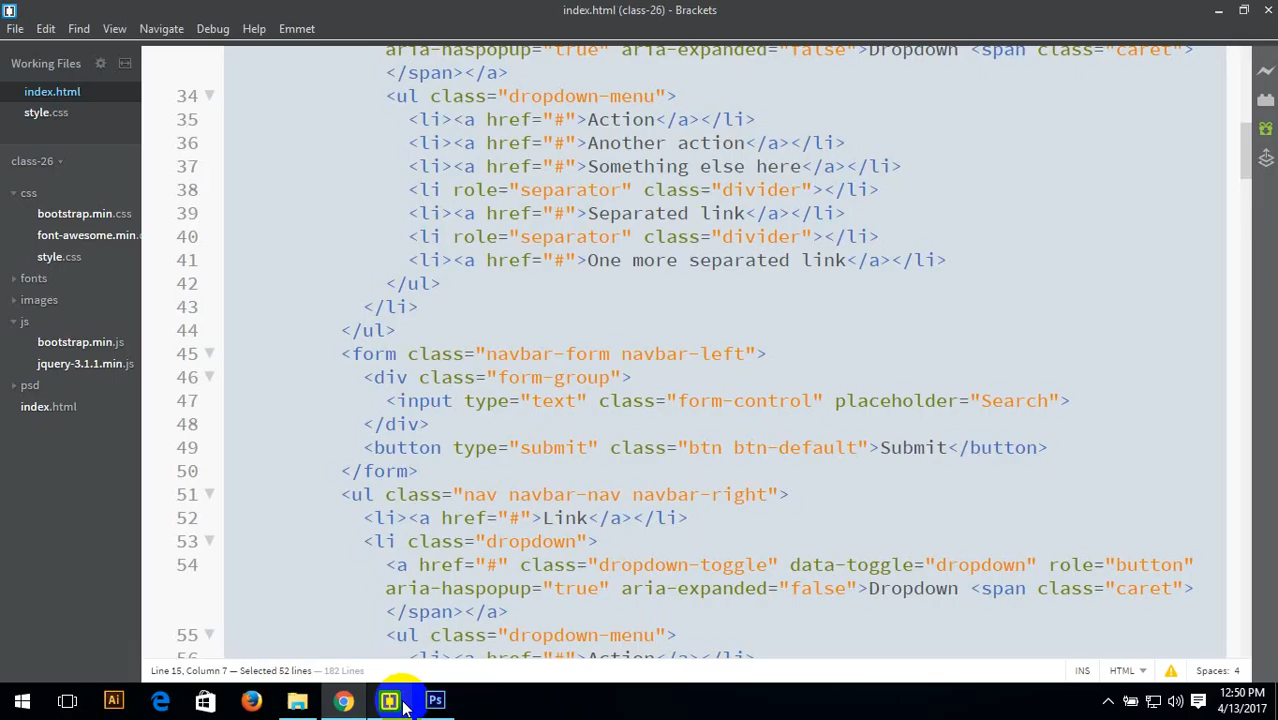 index.html (class-26) - Brackets
File Edit Find View Navigate Debug Help Emmet
Working Files
index.html
style.css
class-26
css
bootstrap.min.css
font-awesome.min.c
style.css
fonts
images
js
bootstrap.min.js
jquery-3.1.1.min.js
psd
index.html
aria-haspopup="true" aria-expanded="false">Dropdown <span class="caret">
</span></a>
34 <ul class="dropdown-menu">
35 <li><a href="#">Action</a></li>
36 <li><a href="#">Another action</a></li>
37 <li><a href="#">Something else here</a></li>
38 <li role="separator" class="divider"></li>
39 <li><a href="#">Separated link</a></li>
40 <li role="separator" class="divider"></li>
41 <li><a href="#">One more separated link</a></li>
42 </ul>
43 </li>
44 </ul>
45 <form class="navbar-form navbar-left">
46 <div class="form-group">
47 <input type="text" class="form-control" placeholder="Search">
48 </div>
49 <button type="submit" class="btn btn-default">Submit</button>
50 </form>
51 <ul class="nav navbar-nav navbar-right">
52 <li><a href="#">Link</a></li>
53 <li class="dropdown">
54 <a href="#" class="dropdown-toggle" data-toggle="dropdown" role="button"
aria-haspopup="true" aria-expanded="false">Dropdown <span class="caret">
</span></a>
55 <ul class="dropdown-menu">
56 <li><a href="#">Action</a></li>
Line 15, Column 7 — Selected 52 lines — 182 Lines
INS HTML Spaces: 4
Ai Ps
12:50 PM
4/13/2017